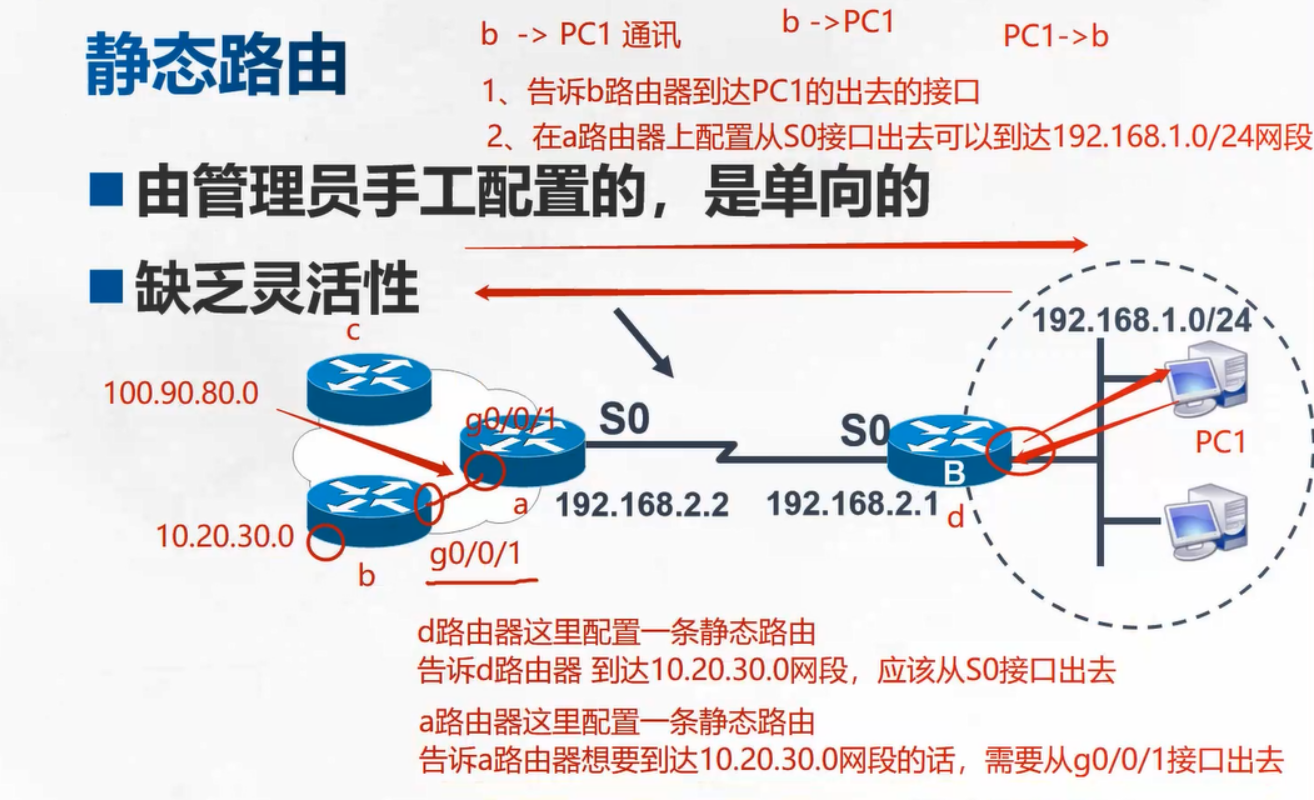 静态路由
b -> PC1 通讯
b ->PC1
PC1->b
1、告诉b路由器到达PC1的出去的接口
2、在a路由器上配置从S0接口出去可以到达192.168.1.0/24网段
由管理员手工配置的，是单向的
缺乏灵活性
c
192.168.1.0/24
100.90.80.0
g0/0/1
S0
S0
PC1
B
192.168.2.2
192.168.2.1
a
d
10.20.30.0
g0/0/1
b
d路由器这里配置一条静态路由
告诉d路由器 到达10.20.30.0网段，应该从S0接口出去
a路由器这里配置一条静态路由
告诉a路由器想要到达10.20.30.0网段的话，需要从g0/0/1接口出去